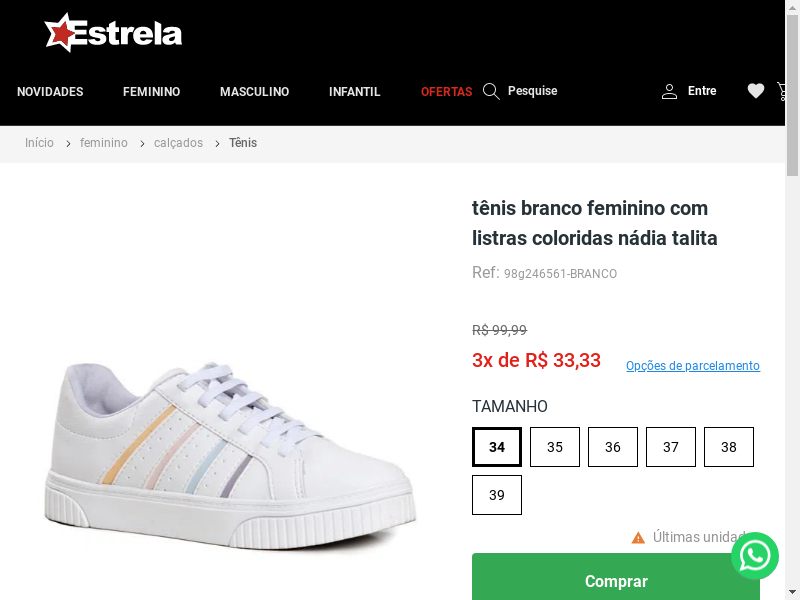 Estrela
NOVIDADES FEMININO MASCULINO INFANTIL OFERTAS Pesquise Entre
Início > feminino > calçados > Tênis
tênis branco feminino com
listras coloridas nádia talita
Ref: 98g246561-BRANCO
R$ 99,99
3x de R$ 33,33 Opções de parcelamento
TAMANHO
34 35 36 37 38
39
Últimas unidad
Comprar